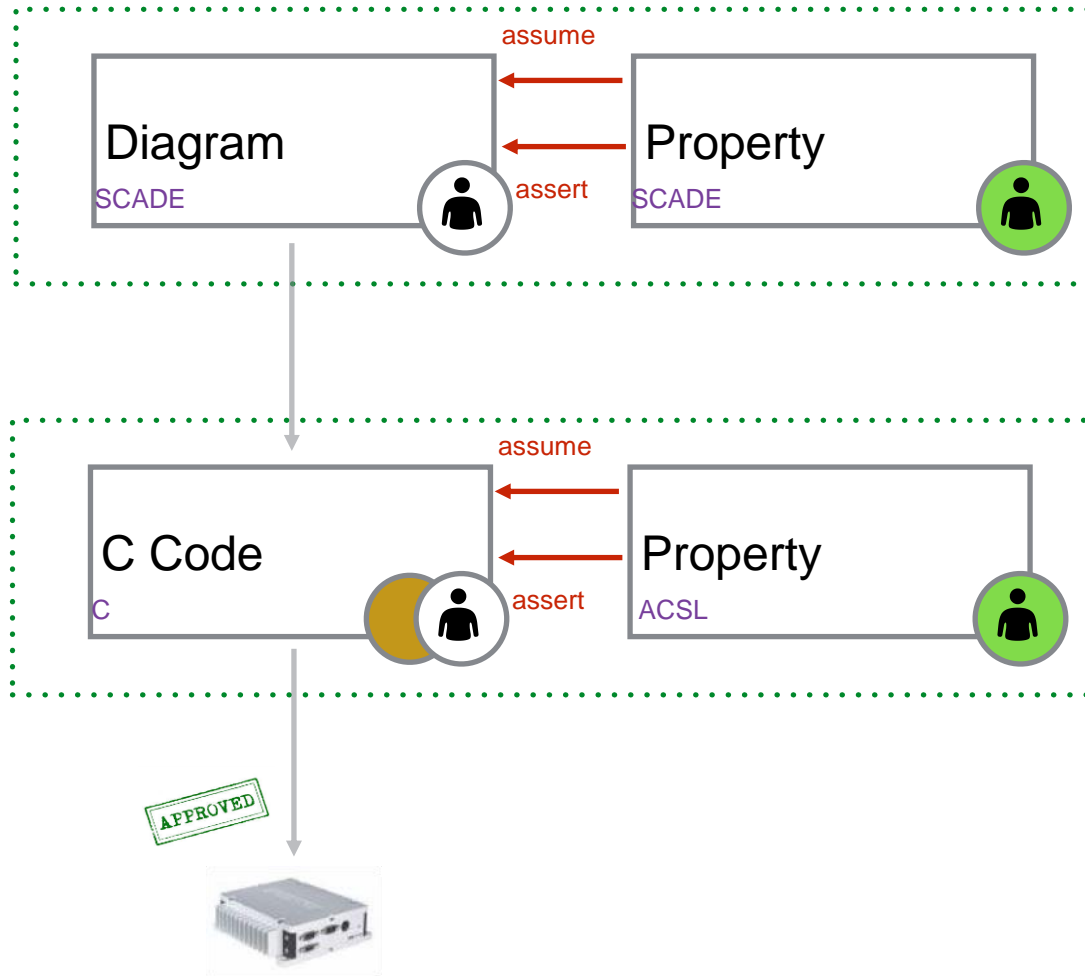 assume
Diagram
Property
SCADE
assert
SCADE
assume
C Code
Property
C
assert
ACSL
APPROVED